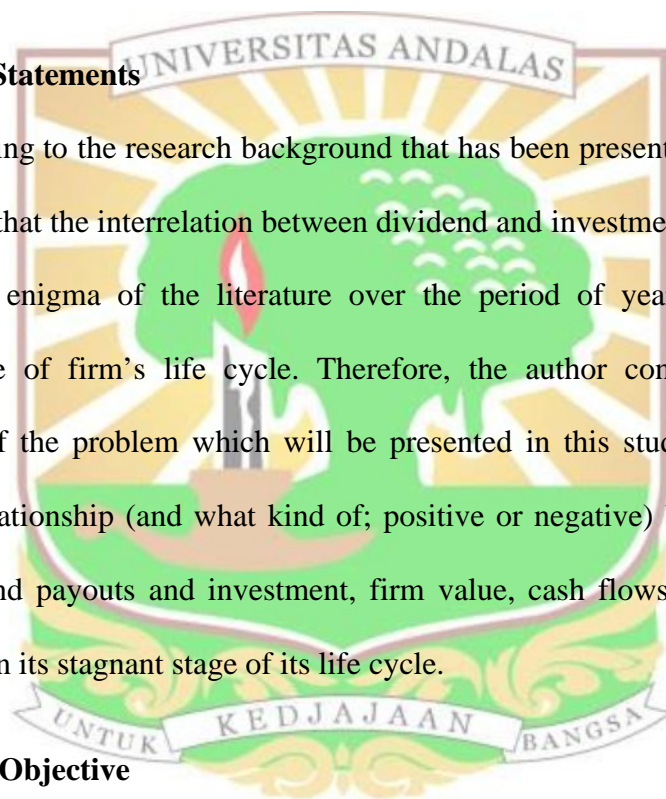 UNIVERSITAS ANDALAS
Statements
ing to the research background that has been present
that the interrelation between dividend and investme
enigma of the literature over the period of yea
e of firm's life cycle. Therefore, the author con
f the problem which will be presented in this stu
ationship (and what kind of; positive or negative)
nd payouts and investment, firm value, cash flows
n its stagnant stage of its life cycle.
UNTUK KEDJAJAAN BANGSA
Objective